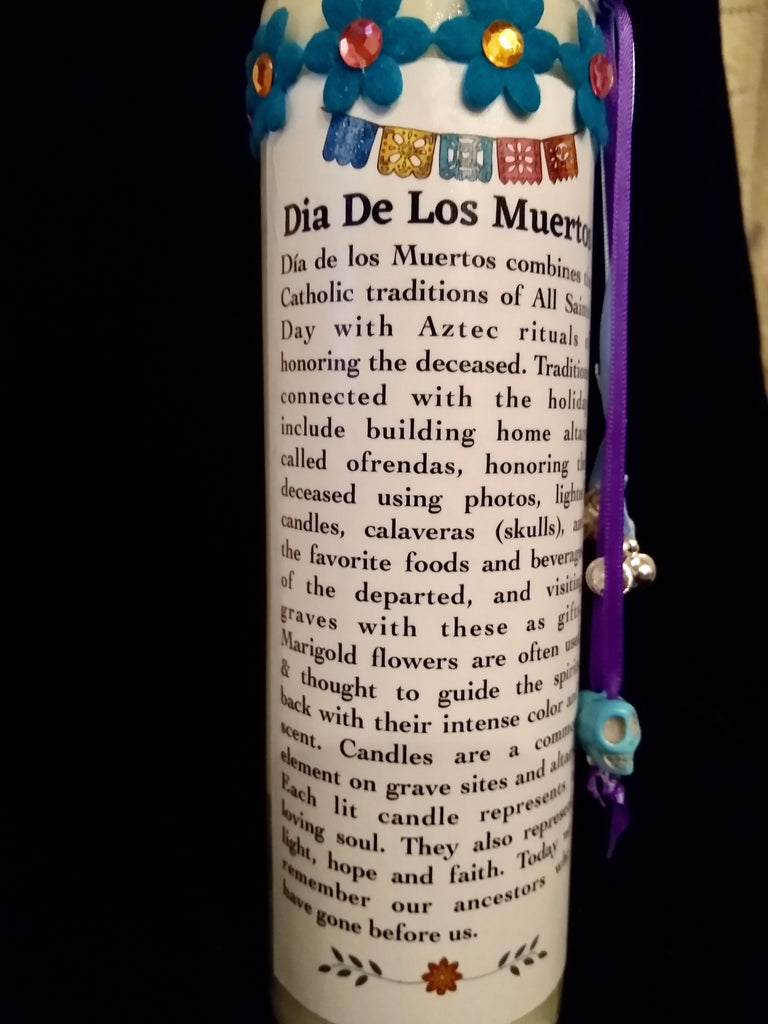 Dia De Los Muertos
Día de los Muertos combines
Catholic traditions of All
Day with Aztec rituals
honoring the deceased.
connected with the
include building home
called ofrendas, honoring
deceased using photos,
candles, calaveras (skulls),
the favorite foods and
of the departed, and
graves with these as
Marigold flowers are often
& thought to guide the
back with their intense color
scent. Candles are a
element on grave sites and
Each lit candle represents
loving soul. They also
light, hope and faith. Today
remember our ancestors
have gone before us.